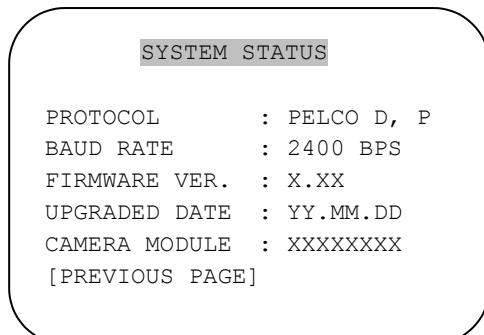 SYSTEM STATUS
PROTOCOL : PELCO D, P
BAUD RATE : 2400 BPS
FIRMWARE VER. : X.XX
UPGRADED DATE : YY.MM.DD
CAMERA MODULE : XXXXXXXX
[PREVIOUS PAGE]